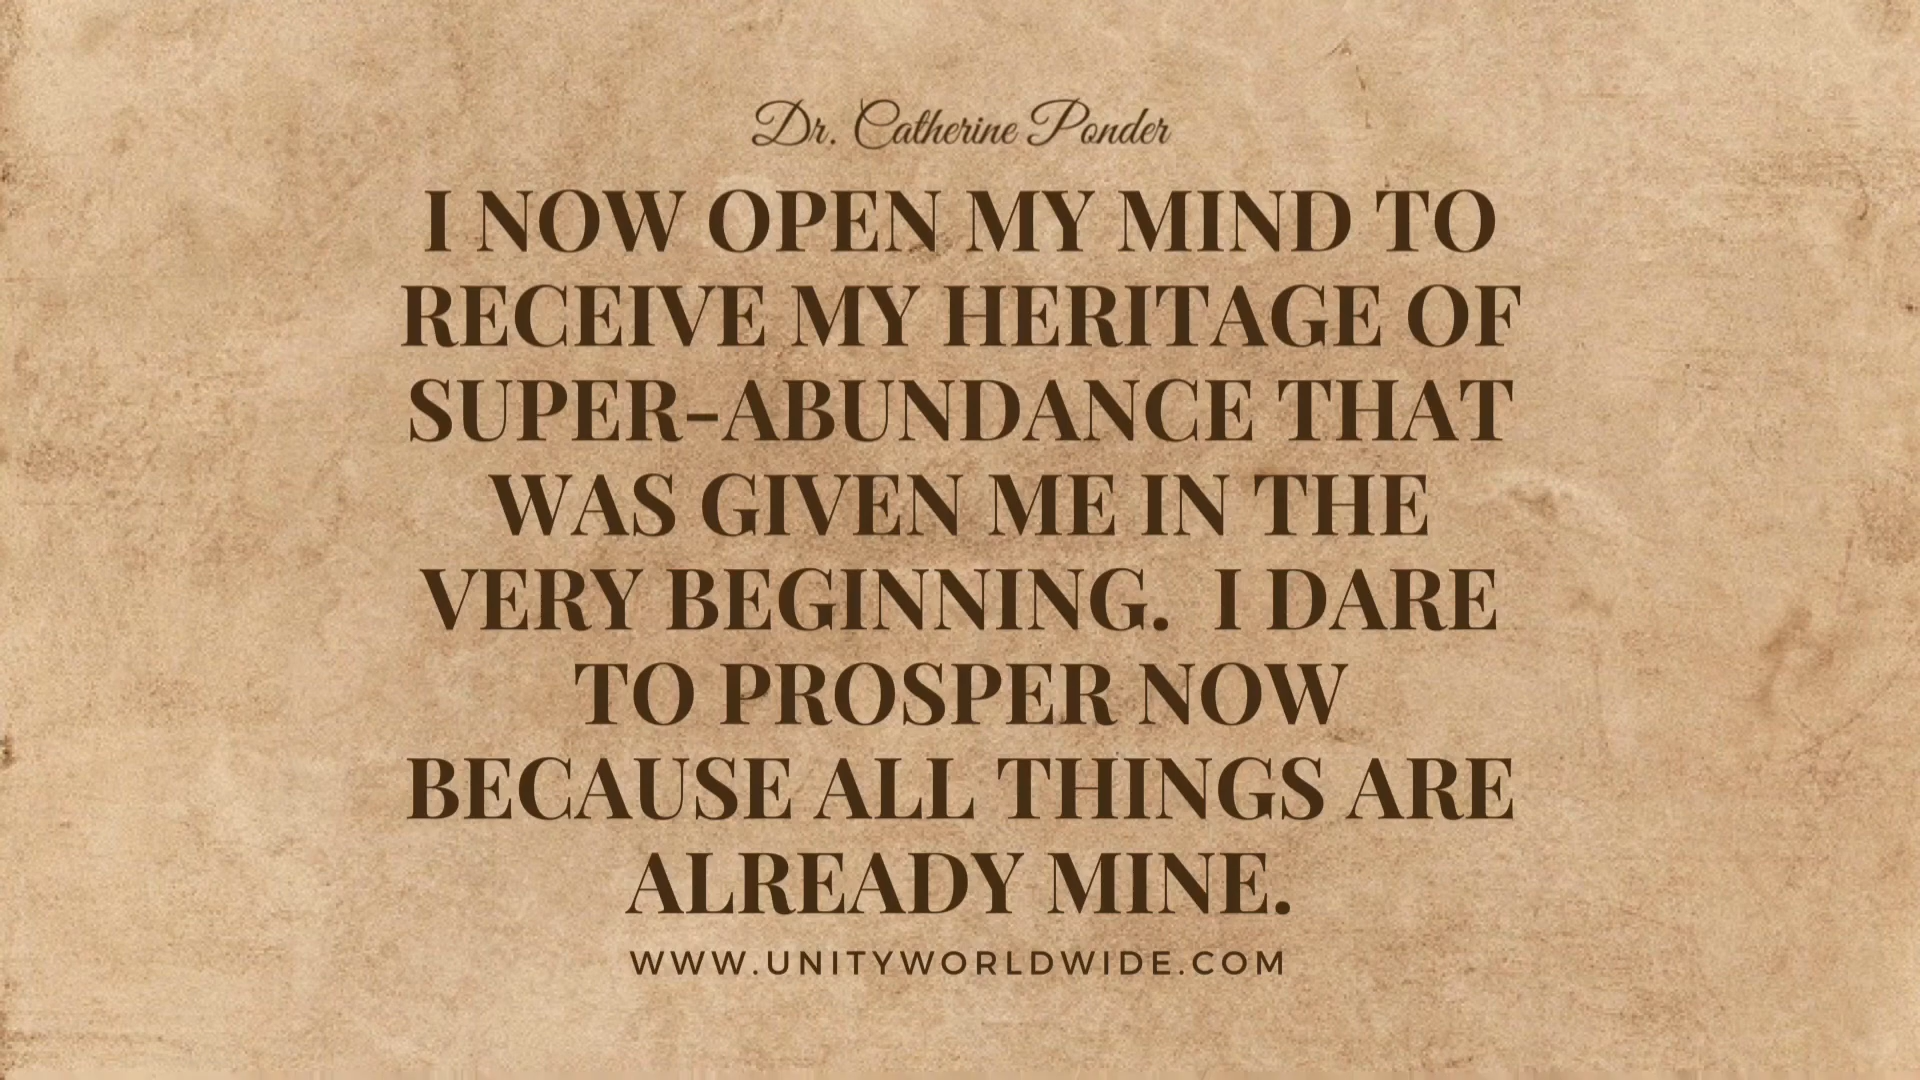 Dr. Catherine Ponder
I NOW OPEN MY MIND TO
RECEIVE MY HERITAGE OF
SUPER-ABUNDANCE THAT
WAS GIVEN ME IN THE
VERY BEGINNING.  I DARE
TO PROSPER NOW
BECAUSE ALL THINGS ARE
ALREADY MINE.
WWW.UNITYWORLDWIDE.COM